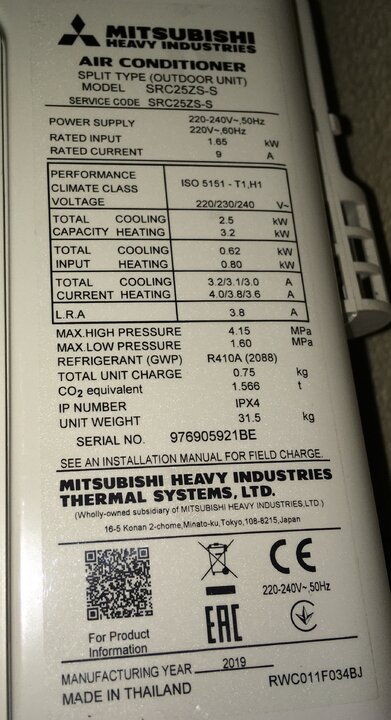 MITSUBISHI
HEAVY INDUSTRIES
AIR CONDITIONER
SPLIT TYPE (OUTDOOR UNIT)
MODEL SRC25ZS-S
SERVICE CODE SRC25ZS-S
POWER SUPPLY 220-240V~,50Hz
220V~,60Hz
RATED INPUT 1.65 kW
RATED CURRENT 9 A
PERFORMANCE
CLIMATE CLASS ISO 5151 - T1,H1
VOLTAGE 220/230/240 V~
TOTAL COOLING 2.5 kW
CAPACITY HEATING 3.2 kW
TOTAL COOLING 0.62 kW
INPUT HEATING 0.80 kW
TOTAL COOLING 3.2/3.1/3.0 A
CURRENT HEATING 4.0/3.8/3.6 A
L.R.A 3.8 A
MAX.HIGH PRESSURE 4.15 MPa
MAX.LOW PRESSURE 1.60 MPa
REFRIGERANT (GWP) R410A (2088)
TOTAL UNIT CHARGE 0.75 kg
CO2 equivalent 1.566 t
IP NUMBER IPX4
UNIT WEIGHT 31.5 kg
SERIAL NO. 976905921BE
SEE AN INSTALLATION MANUAL FOR FIELD CHARGE.
MITSUBISHI HEAVY INDUSTRIES
THERMAL SYSTEMS, LTD.
(Wholly-owned subsidiary of MITSUBISHI HEAVY INDUSTRIES,LTD.)
16-5 Konan 2-chome,Minato-ku,Tokyo,108-8215,Japan
CE
220-240V~,50Hz
EAC
For Product
Information
MANUFACTURING YEAR 2019
MADE IN THAILAND RWC011F034BJ